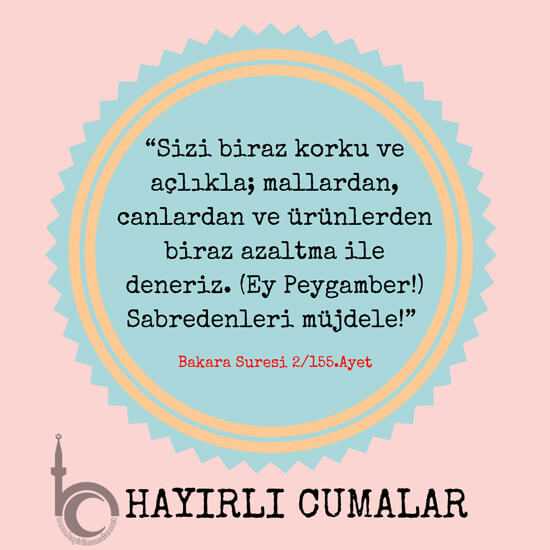 “Sizi biraz korku ve
açlıkla; mallardan,
canlardan ve ürünlerden
biraz azaltma ile
deneriz. (Ey Peygamber!)
Sabredenleri müjdele!”
Bakara Suresi 2/155.Ayet
HAYIRLI CUMALAR